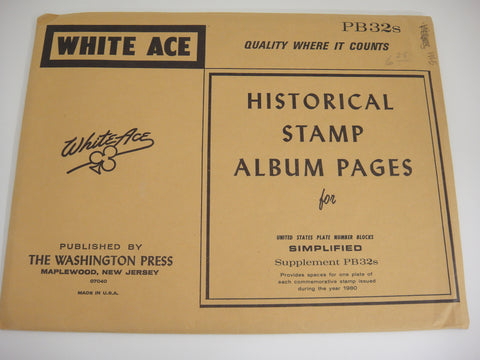 WHITE ACE
PB32s
QUALITY WHERE IT COUNTS
White Ace
HISTORICAL
STAMP
ALBUM PAGES
for
UNITED STATES PLATE NUMBER BLOCKS
SIMPLIFIED
Supplement PB32s
Provides spaces for one plate of
each commemorative stamp issued
during the year 1980
PUBLISHED BY
THE WASHINGTON PRESS
MAPLEWOOD, NEW JERSEY
07040
MADE IN U.S.A.